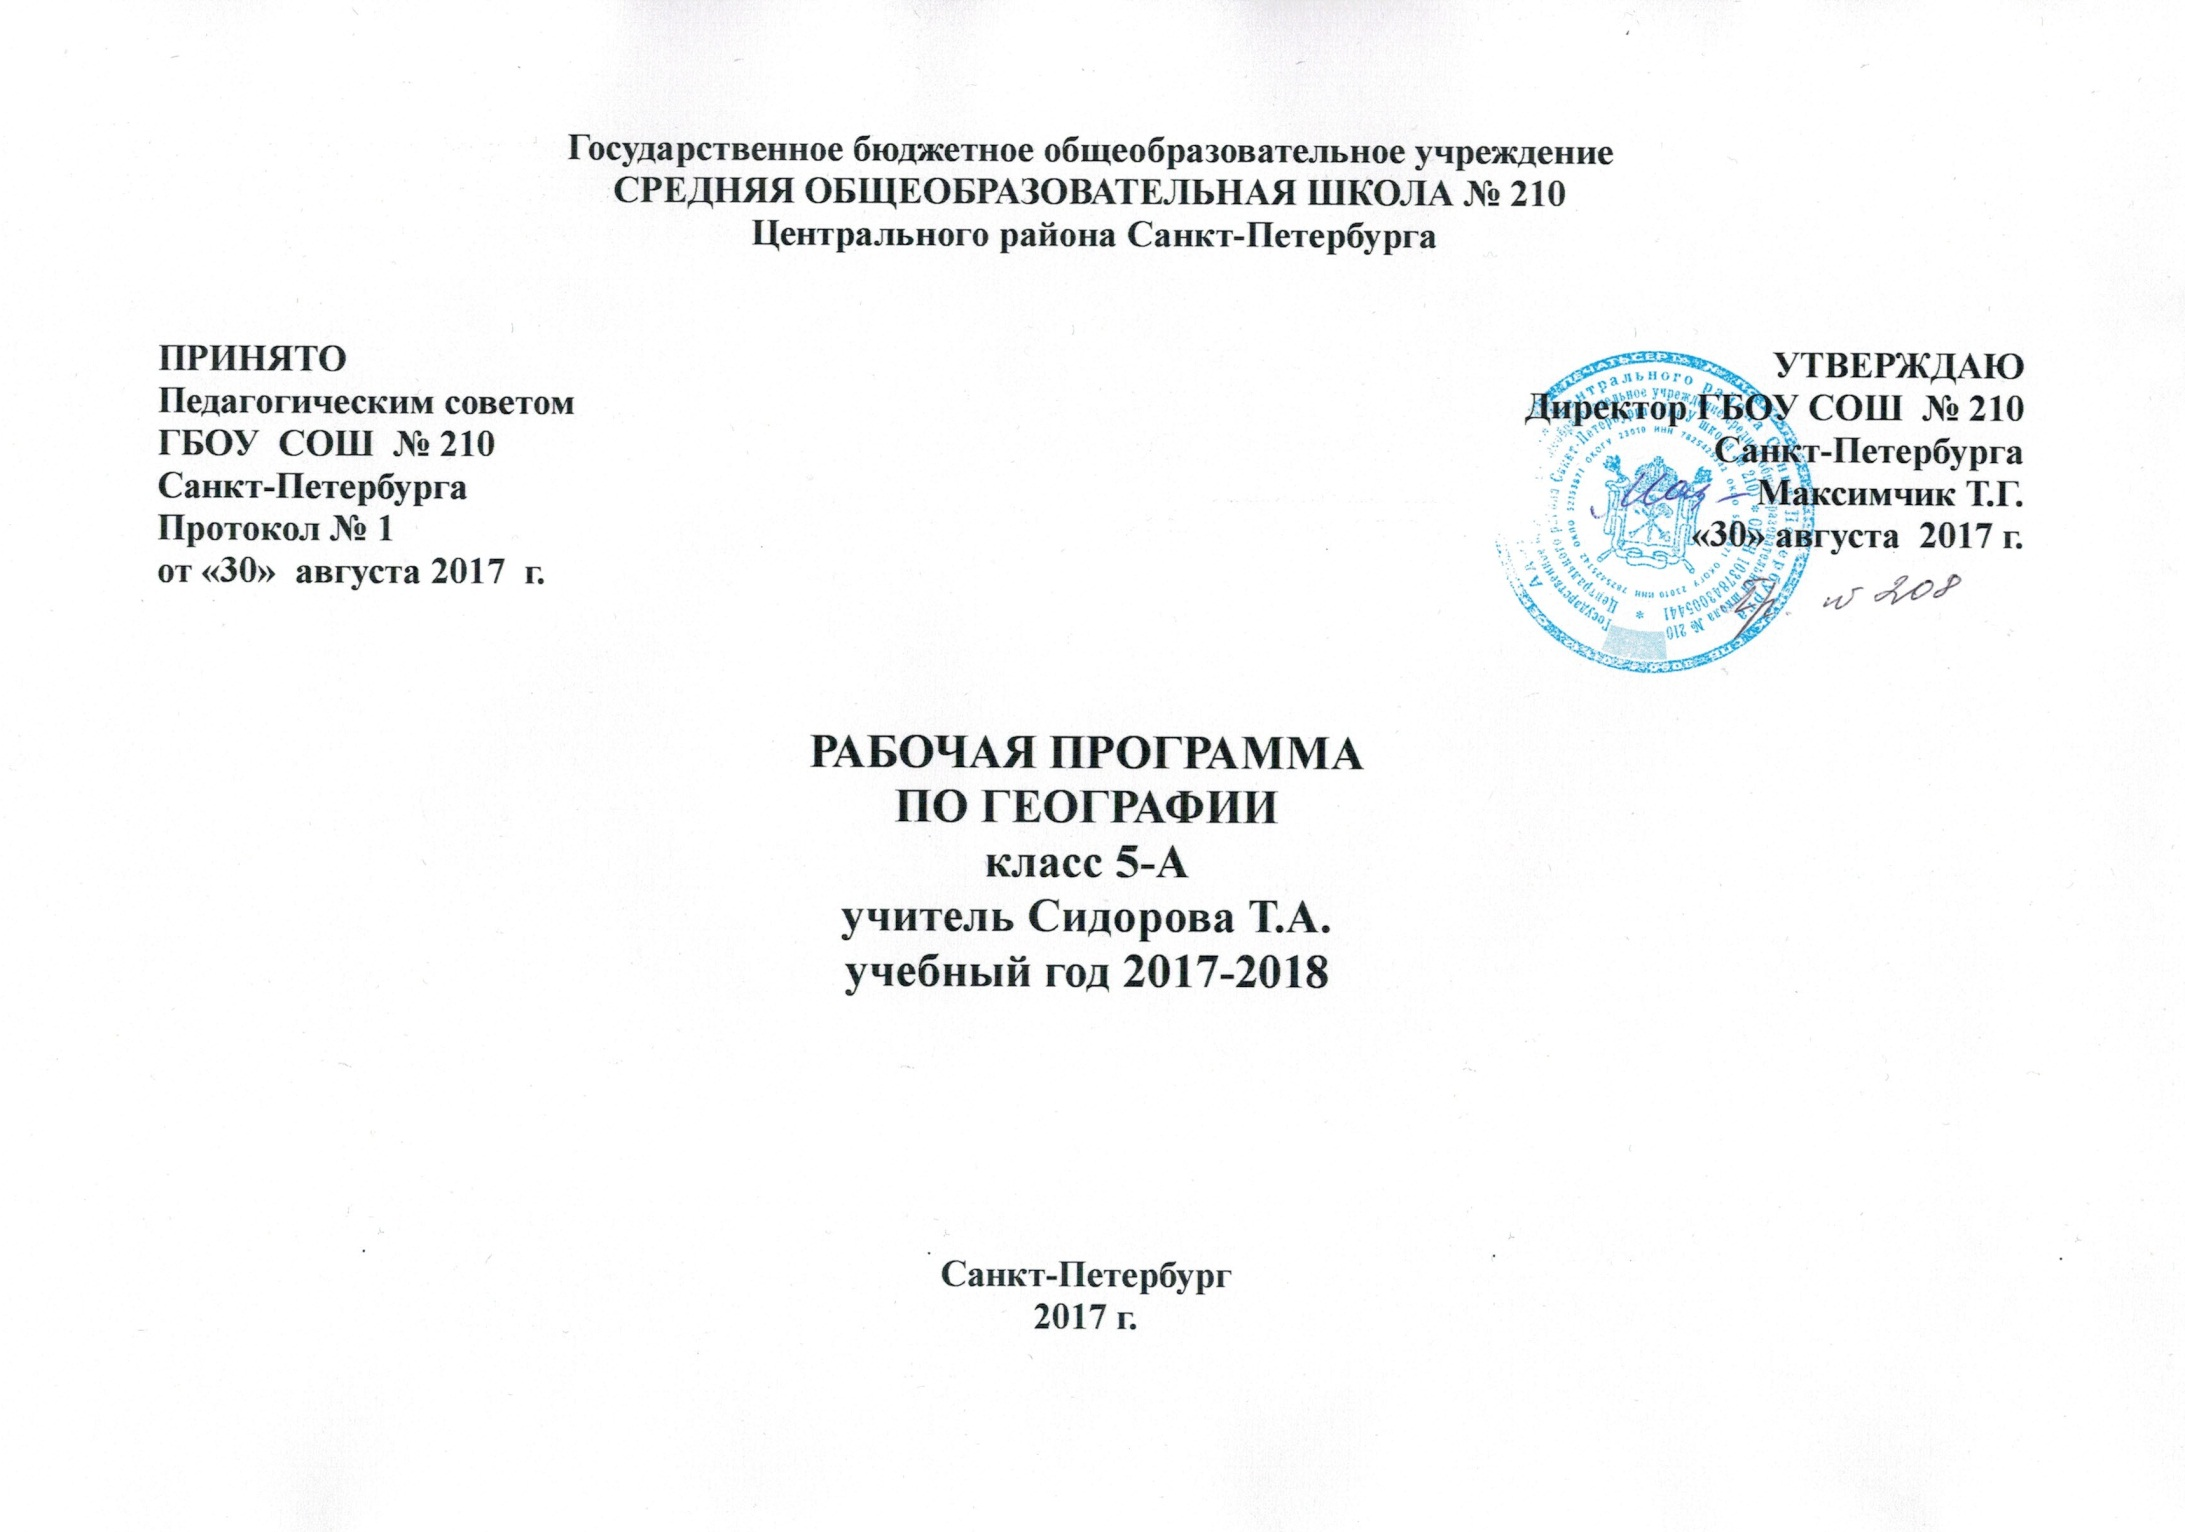 Государственное бюджетное общеобразовательное учреждение
СРЕДНЯЯ ОБЩЕОБРАЗОВАТЕЛЬНАЯ ШКОЛА № 210
Центрального района Санкт-Петербурга
ПРИНЯТО
Педагогическим советом
ГБОУ СОШ № 210
Санкт-Петербурга
Протокол № 1
от «30» августа 2017 г.
УТВЕРЖДАЮ
Директор ГБОУ СОШ № 210
Санкт-Петербурга
Максимчик Т.Г.
«30» августа 2017 г.
208
РАБОЧАЯ ПРОГРАММА
ПО ГЕОГРАФИИ
класс 5-А
учитель Сидорова Т.А.
учебный год 2017-2018
Санкт-Петербург
2017 г.